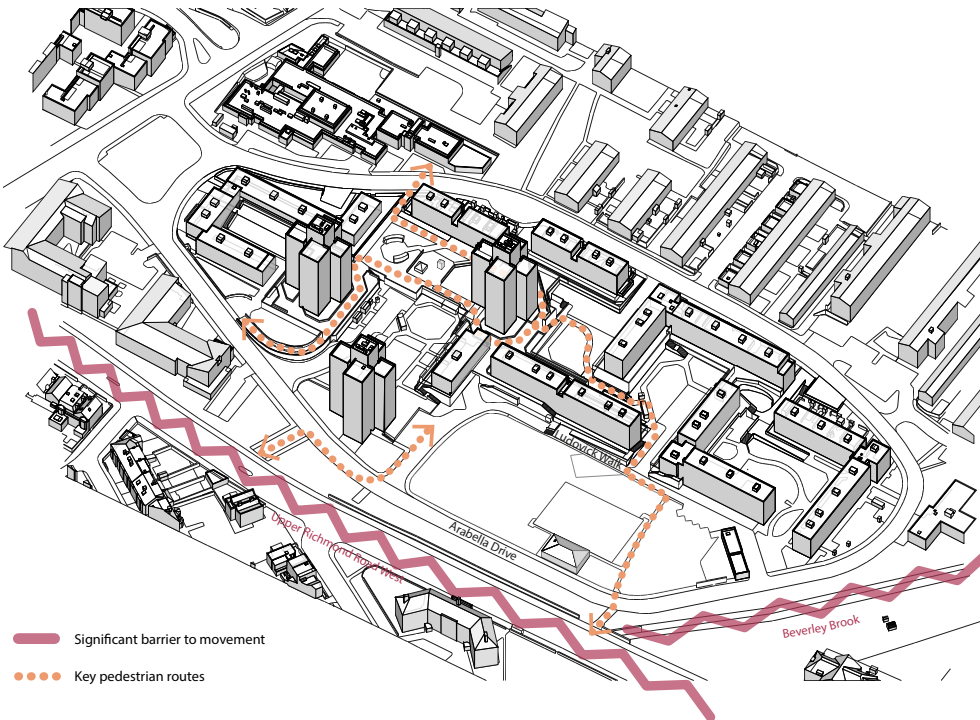 Ludovick Walk
Arabella Drive
Upper Richmond Road West
Beverley Brook
Significant barrier to movement
Key pedestrian routes